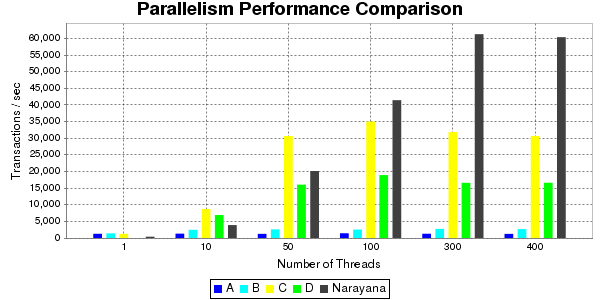 Parallelism Performance Comparison
60,000
55,000
50,000
45,000
40,000
35,000
30,000
25,000
20,000
15,000
10,000
5,000
0
Transactions / sec
1 10 50 100 300 400
Number of Threads
A B C D Narayana